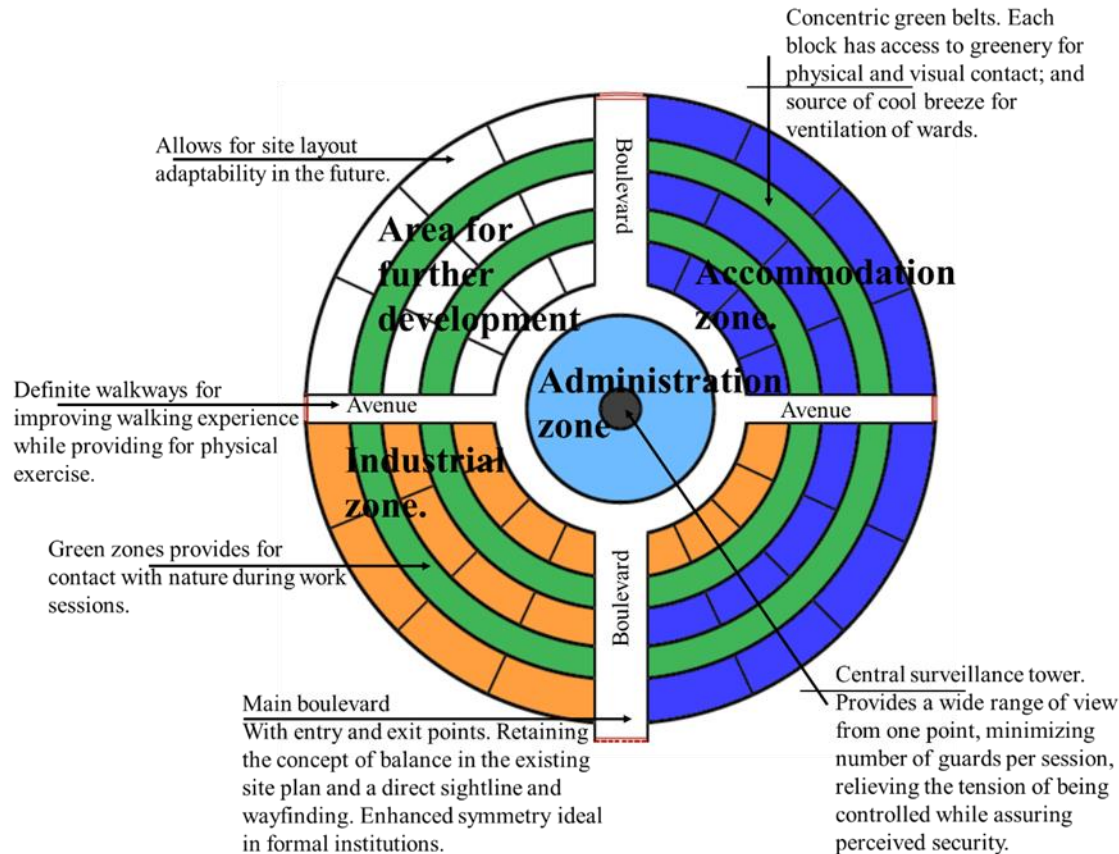 Concentric green belts. Each
block has access to greenery for
physical and visual contact; and
source of cool breeze for
ventilation of wards.
Allows for site layout
adaptability in the future.
Boulevard
Area for
further
development
Accommodation
zone.
Definite walkways for
improving walking experience
while providing for physical
exercise.
Avenue
Administration
zone
Avenue
Industrial
zone.
Green zones provides for
contact with nature during work
sessions.
Boulevard
Main boulevard
With entry and exit points. Retaining
the concept of balance in the existing
site plan and a direct sightline and
wayfinding. Enhanced symmetry ideal
in formal institutions.
Central surveillance tower.
Provides a wide range of view
from one point, minimizing
number of guards per session,
relieving the tension of being
controlled while assuring
perceived security.